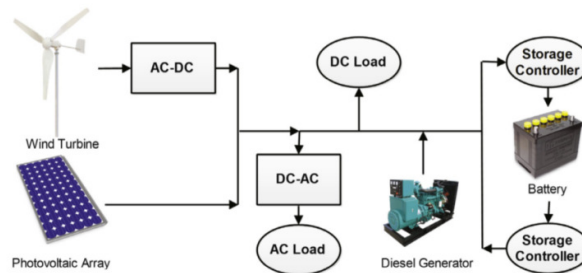 Wind Turbine
AC-DC
DC Load
Storage
Controller
Battery
DC-AC
AC Load
Photovoltaic Array
Diesel Generator
Storage
Controller